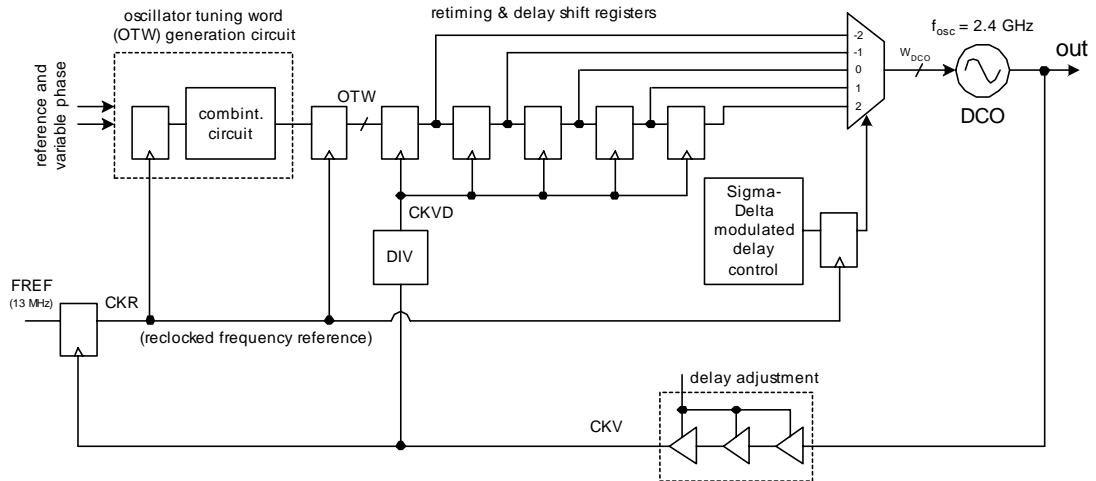 oscillator tuning word
(OTW) generation circuit
retiming & delay shift registers
f_osc = 2.4 GHz
out
-2
-1
0
1
2
W_DCO
DCO
reference and
variable phase
combint.
circuit
OTW
CKVD
DIV
Sigma-
Delta
modulated
delay
control
FREF
(13 MHz)
CKR
(reclocked frequency reference)
delay adjustment
CKV